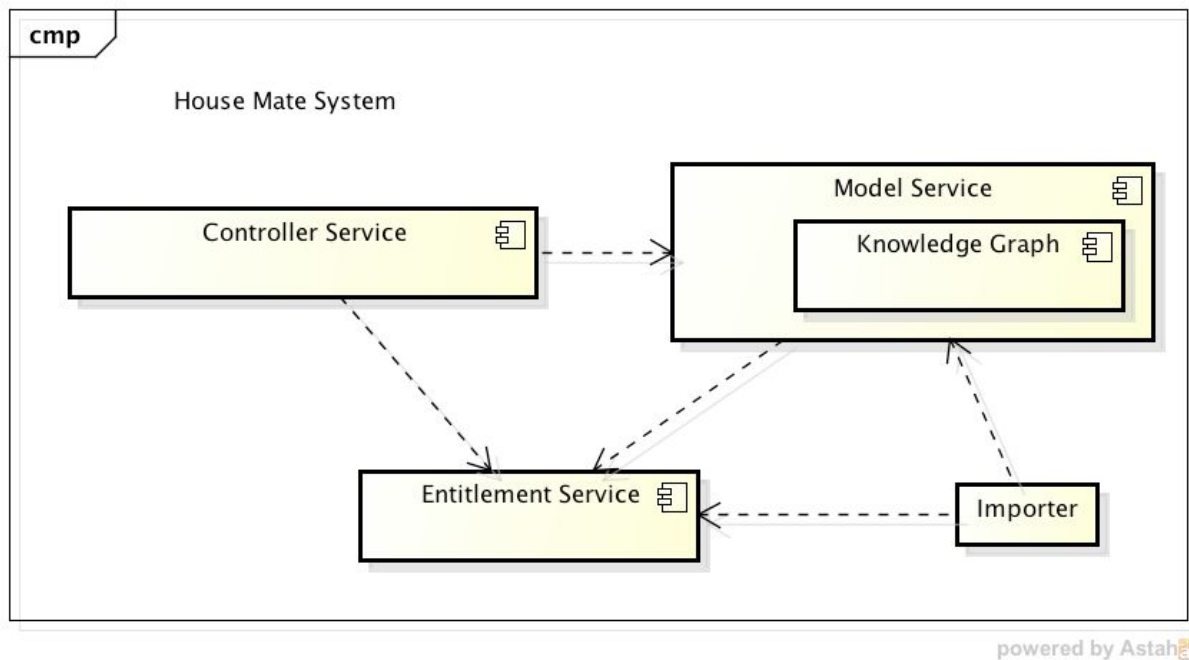 cmp
House Mate System
Model Service
Controller Service
Knowledge Graph
Entitlement Service
Importer
powered by Astah